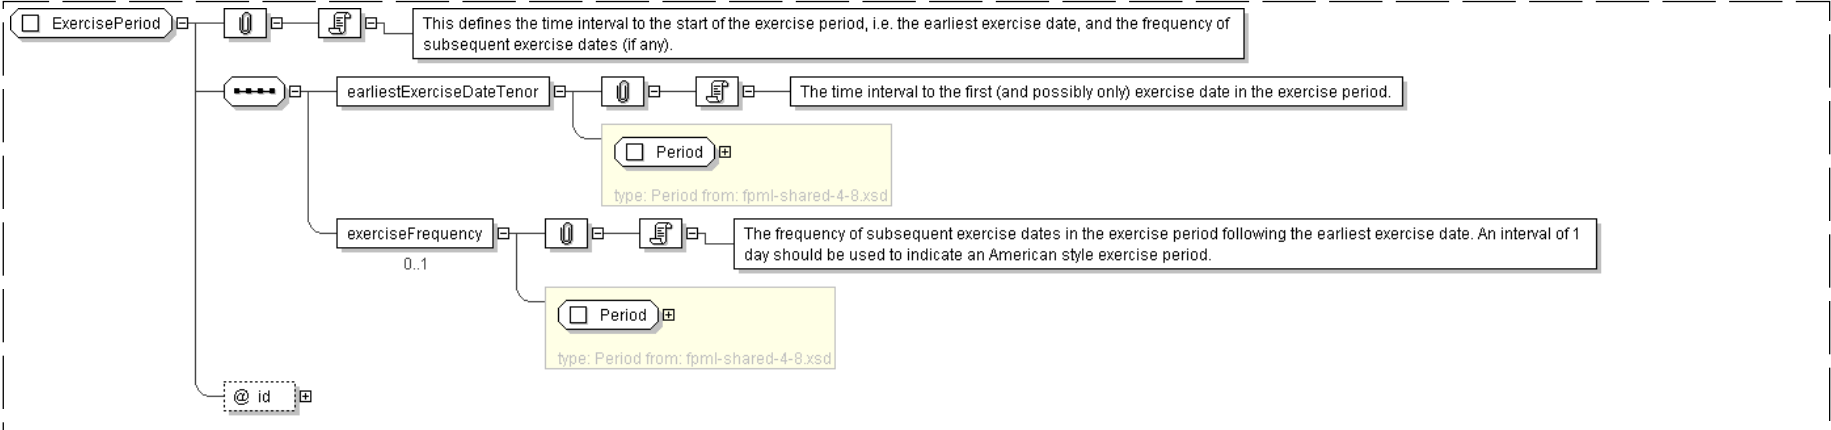 ExercisePeriod
This defines the time interval to the start of the exercise period, i.e. the earliest exercise date, and the frequency of
subsequent exercise dates (if any).
earliestExerciseDateTenor
The time interval to the first (and possibly only) exercise date in the exercise period.
Period
type: Period from: fpml-shared-4-8.xsd
exerciseFrequency
0..1
The frequency of subsequent exercise dates in the exercise period following the earliest exercise date. An interval of 1
day should be used to indicate an American style exercise period.
Period
type: Period from: fpml-shared-4-8.xsd
@ id